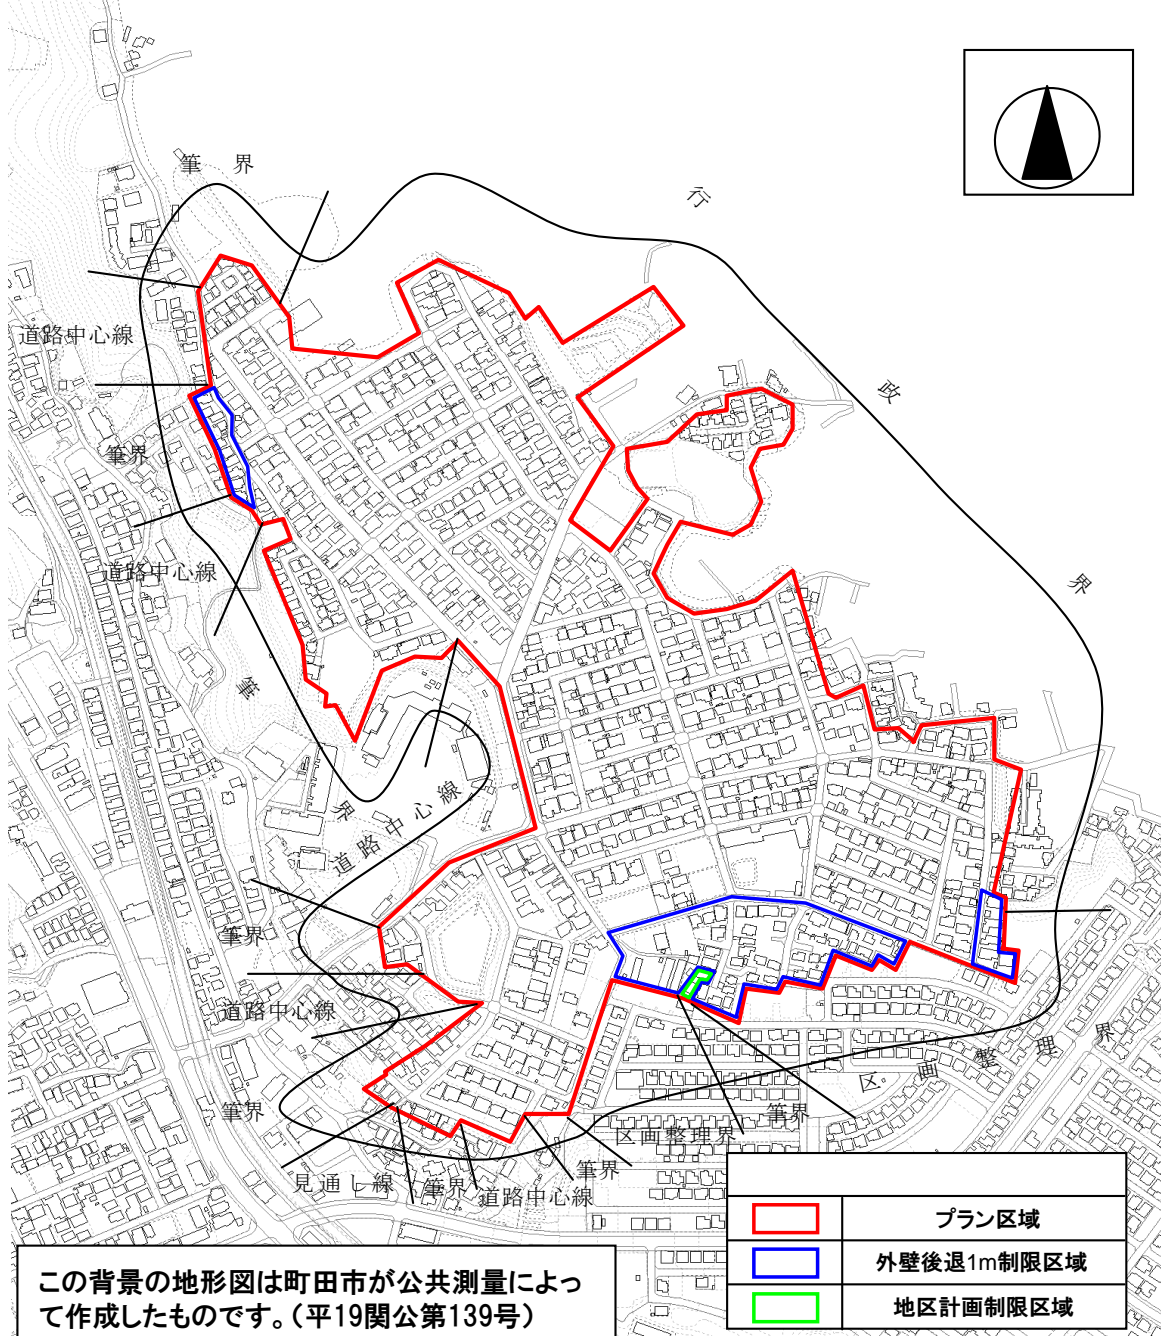 筆界
行政界
道路中心線
筆界
道路中心線
筆界
道路中心線
筆界
道路中心線
筆界
区画整理界
筆界
区画整理界
筆界
見通し線
筆界
道路中心線
プラン区域
外壁後退1m制限区域
地区計画制限区域
この背景の地形図は町田市が公共測量によっ
て作成したものです。(平19関公第139号)